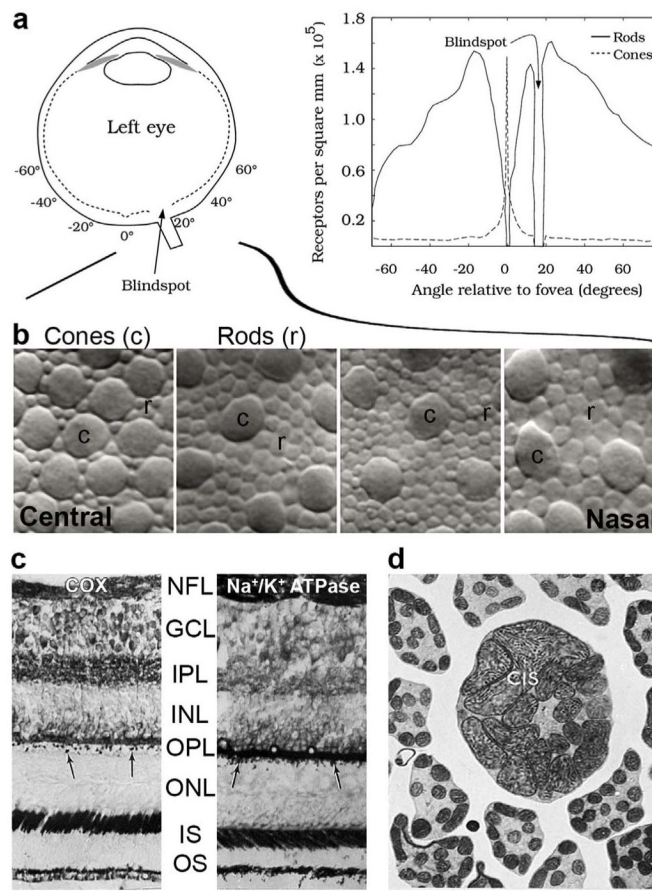 a
Left eye
-60°
-40°
-20°
0°
20°
40°
60°
Blindspot
Receptors per square mm (x 10⁵)
1.8
1.4
1.0
0.6
0.2
Blindspot
Rods
Cones
-60 -40 -20 0 20 40 60
Angle relative to fovea (degrees)
b Cones (c) Rods (r)
c r
c r
c r
c r
Central Nasal
c
COX
Na⁺/K⁺ ATPase
NFL
GCL
IPL
INL
OPL
ONL
IS
OS
d
CIS